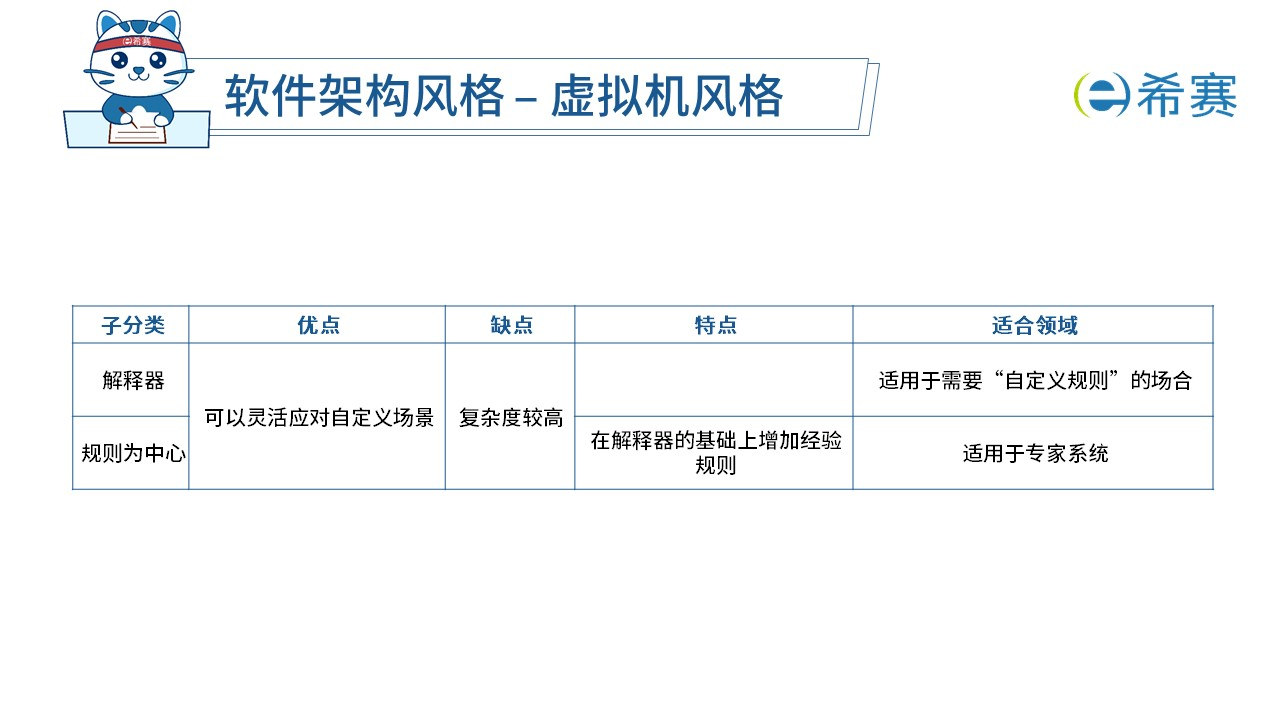 希赛
软件架构风格 – 虚拟机风格
希赛
子分类 优点 缺点 特点 适合领域
解释器 适用于需要“自定义规则”的场合
可以灵活应对自定义场景 复杂度较高
规则为中心 在解释器的基础上增加经验
规则 适用于专家系统